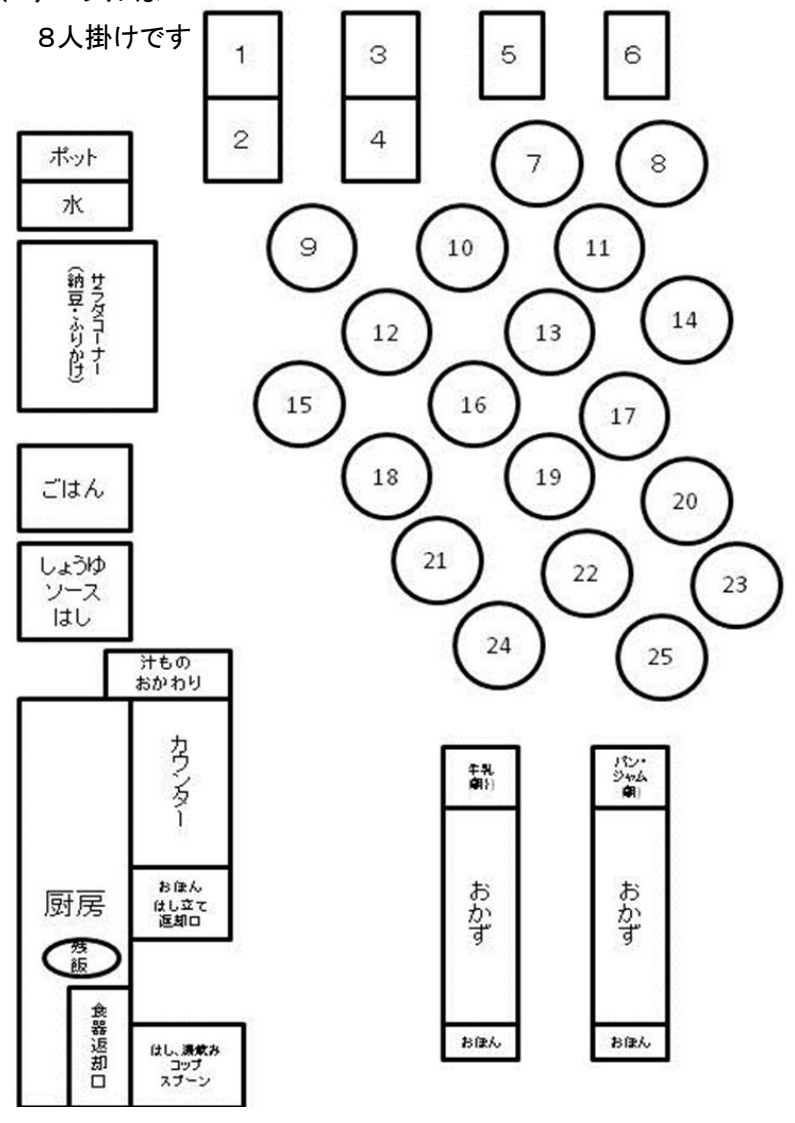 8人掛けです
1
3
5
6
2
4
7
8
ポット
水
9
10
11
サラダコーナー
(納豆・ふりかけ)
12
13
14
15
16
17
ごはん
18
19
20
しょうゆ
ソース
はし
21
22
23
24
25
汁もの
おかわり
カウンター
牛乳
パン・
ジャム
厨房
おぼん
はし立て
返却口
おかず
おかず
残
飯
食器返却口
はし、湯飲み
コップ
スプーン
おぼん
おぼん